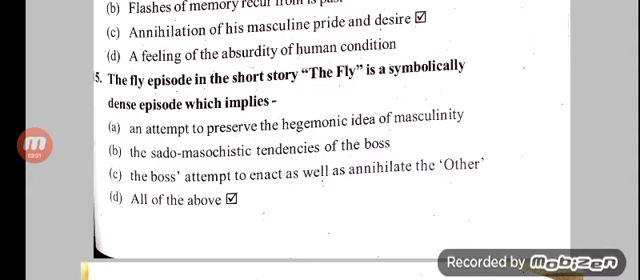 (b) Flashes of memory recur from
(c) Annihilation of his masculine pride and desire ☑
(d) A feeling of the absurdity of human condition
5. The fly episode in the short story “The Fly” is a symbolically
dense episode which implies -
(a) an attempt to preserve the hegemonic idea of masculinity
(b) the sado-masochistic tendencies of the boss
(c) the boss’ attempt to enact as well as annihilate the ‘Other’
(d) All of the above ☑
Recorded by Mobizen